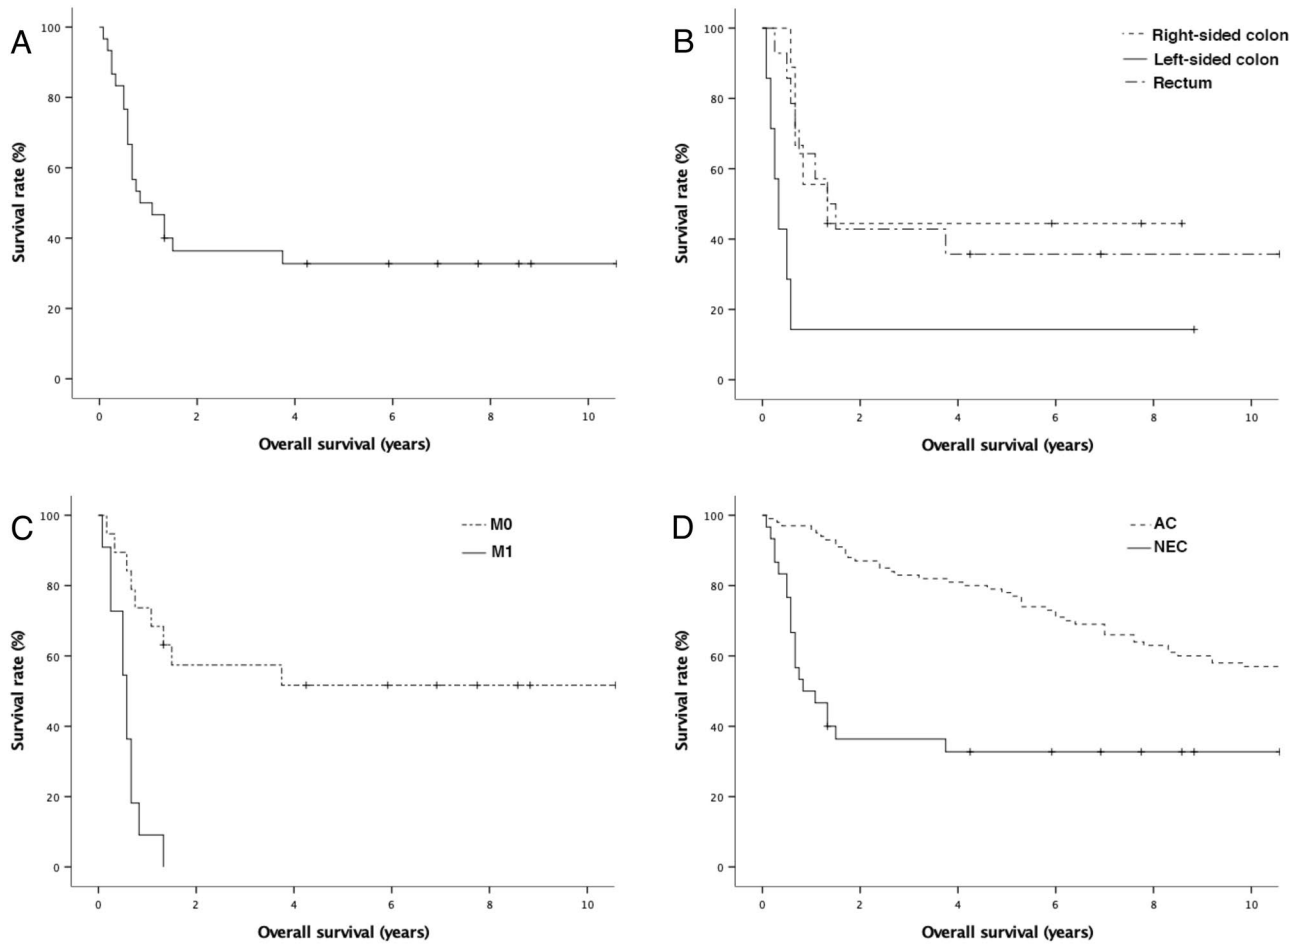 A
100
80
60
40
20
0
Survival rate (%)
0 2 4 6 8 10
Overall survival (years)
B
Right-sided colon
Left-sided colon
Rectum
100
80
60
40
20
0
Survival rate (%)
0 2 4 6 8 10
Overall survival (years)
C
M0
M1
100
80
60
40
20
0
Survival rate (%)
0 2 4 6 8 10
Overall survival (years)
D
AC
NEC
100
80
60
40
20
0
Survival rate (%)
0 2 4 6 8 10
Overall survival (years)